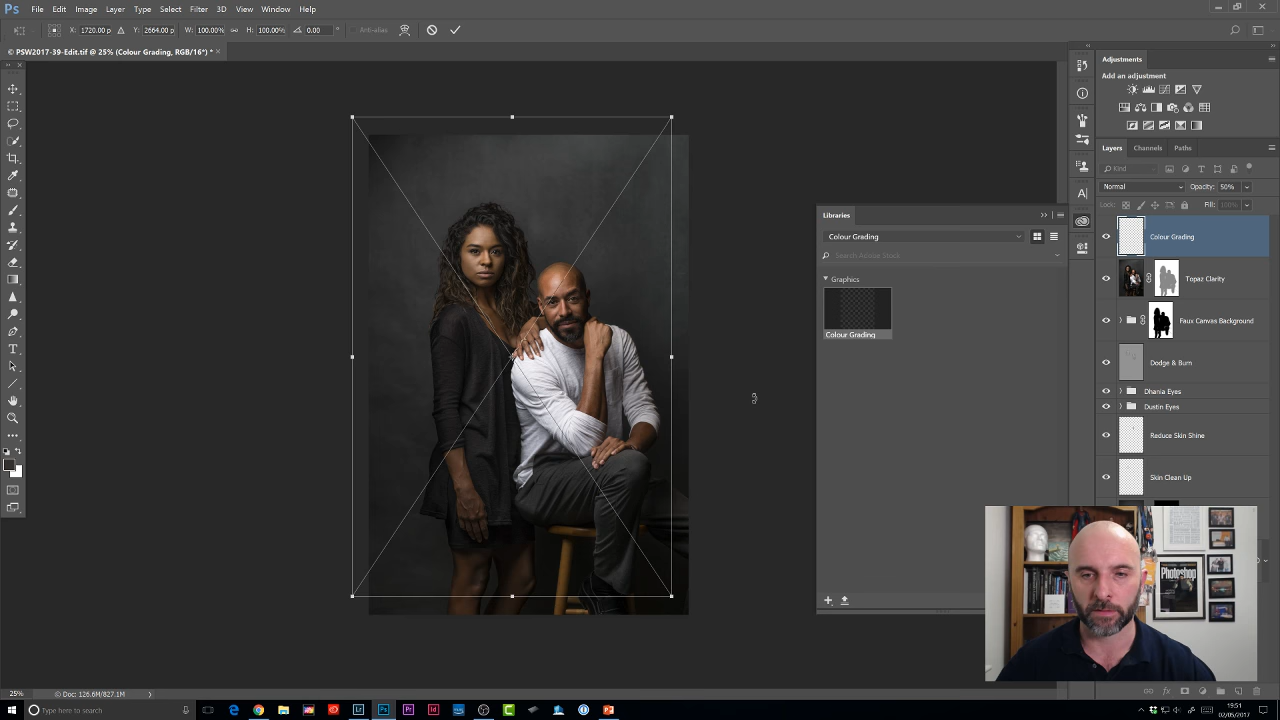 Ps File Edit Image Layer Type Select Filter 3D View Window Help
X: 1720.00 p Y: 2664.00 p W: 100.00% H: 100.00% 0.00 ° Anti-alias
© PSW2017-39-Edit.tif @ 25% (Colour Grading, RGB/16*) * ×
Adjustments
Add an adjustment
Layers Channels Paths
Kind
Normal Opacity: 50%
Lock: Fill: 100%
Colour Grading
Topaz Clarity
Faux Canvas Background
Dodge & Burn
Dhania Eyes
Dustin Eyes
Reduce Skin Shine
Skin Clean Up
Libraries
Colour Grading
Search Adobe Stock
Graphics
Colour Grading
Photoshop
25% Doc: 126.6M/827.1M
Type here to search
19:51
02/05/2017